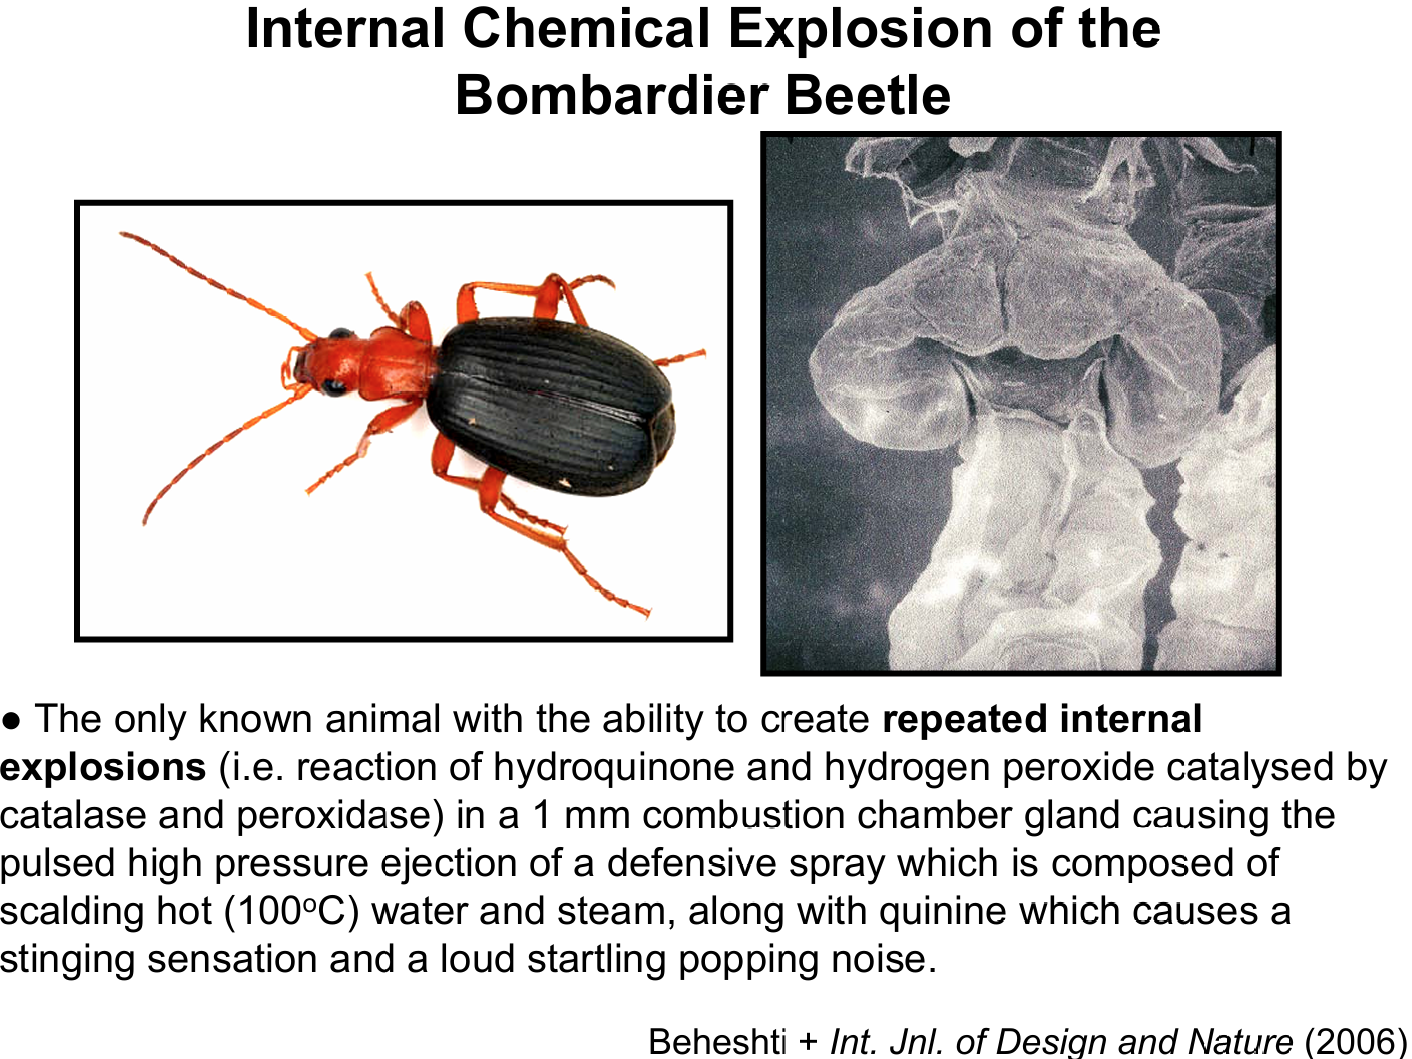 Internal Chemical Explosion of the
Bombardier Beetle
● The only known animal with the ability to create repeated internal
explosions (i.e. reaction of hydroquinone and hydrogen peroxide catalysed by
catalase and peroxidase) in a 1 mm combustion chamber gland causing the
pulsed high pressure ejection of a defensive spray which is composed of
scalding hot (100ºC) water and steam, along with quinine which causes a
stinging sensation and a loud startling popping noise.
Beheshti + Int. Jnl. of Design and Nature (2006)